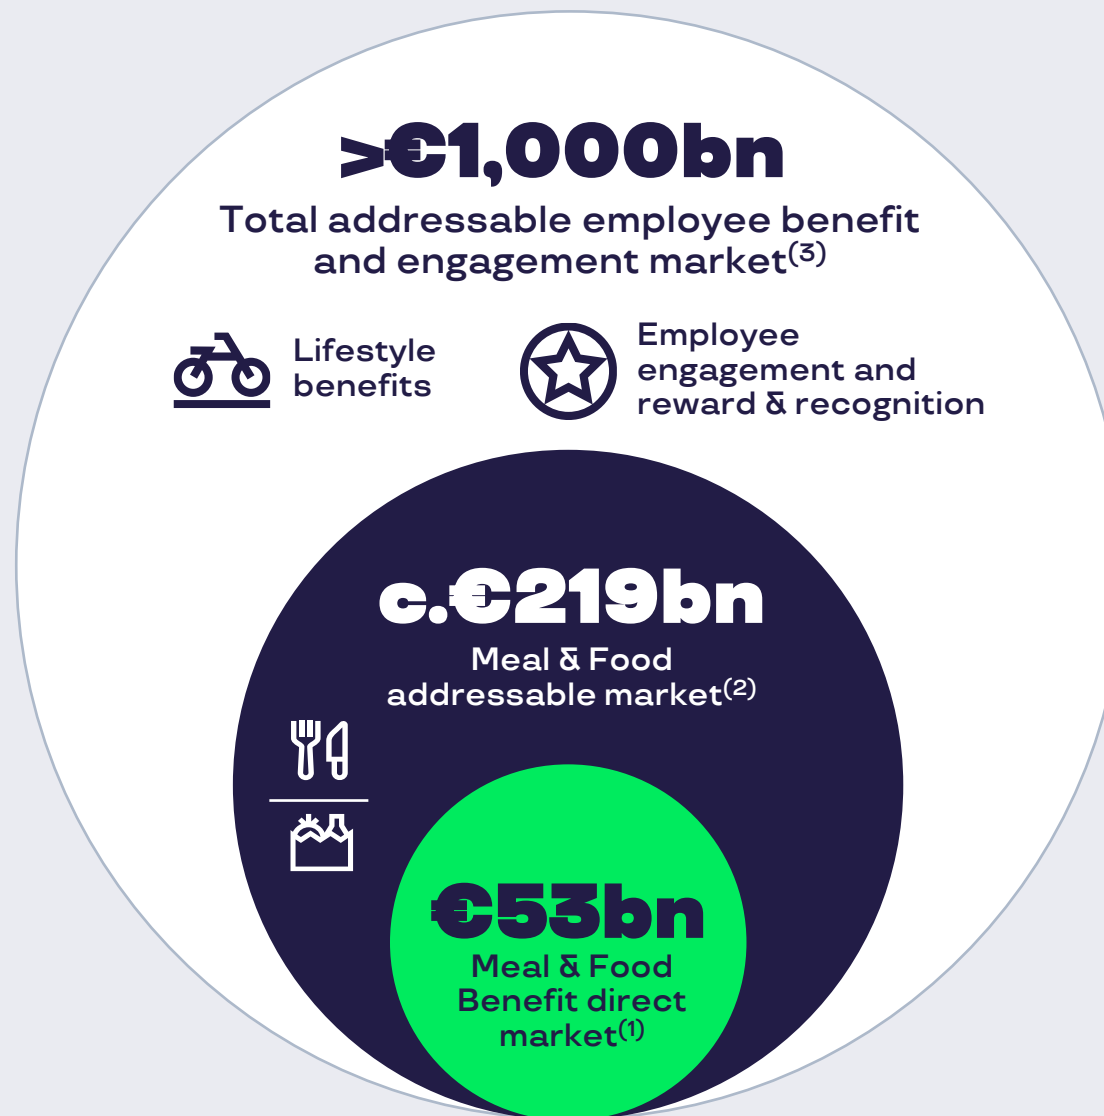 >€1,000bn
Total addressable employee benefit
and engagement market(3)
Lifestyle
benefits
Employee
engagement and
reward & recognition
c.€219bn
Meal & Food
addressable market(2)
€53bn
Meal & Food
Benefit direct
market(1)